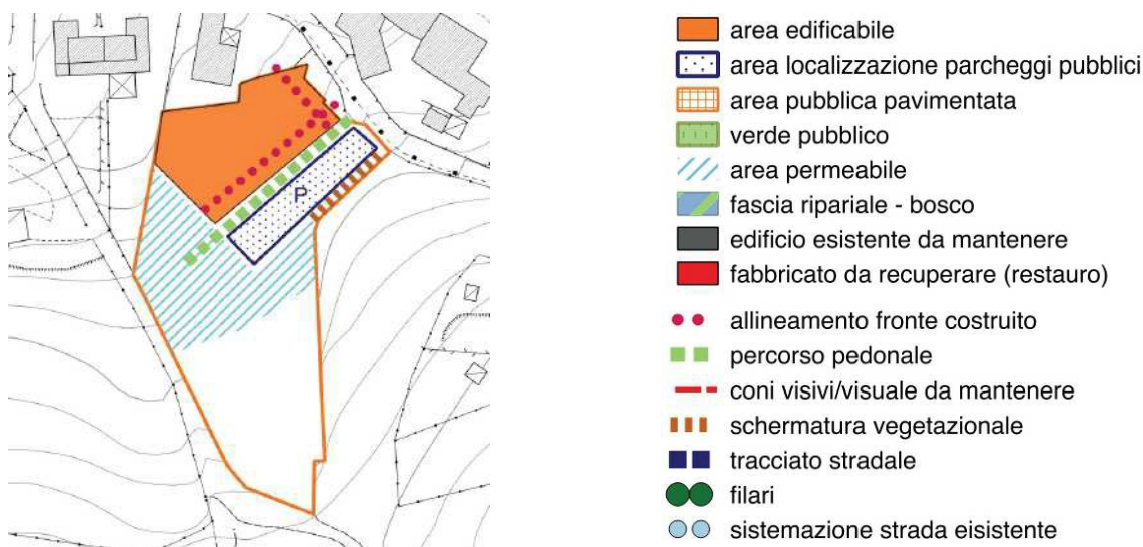 P
area edificabile
area localizzazione parcheggi pubblici
area pubblica pavimentata
verde pubblico
area permeabile
fascia ripariale - bosco
edificio esistente da mantenere
fabbricato da recuperare (restauro)
allineamento fronte costruito
percorso pedonale
coni visivi/visuale da mantenere
schermatura vegetazionale
tracciato stradale
filari
sistemazione strada eisistente